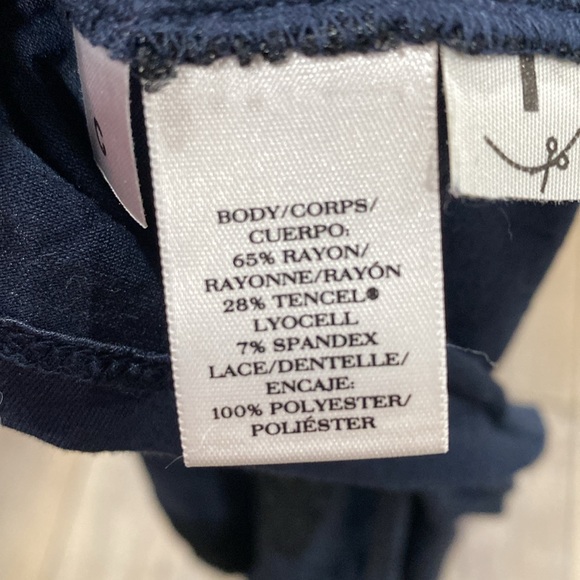 BODY/CORPS/
CUERPO:
65% RAYON/
RAYONNE/RAYÓN
28% TENCEL®
LYOCELL
7% SPANDEX
LACE/DENTELLE/
ENCAJE:
100% POLYESTER/
POLIÉSTER